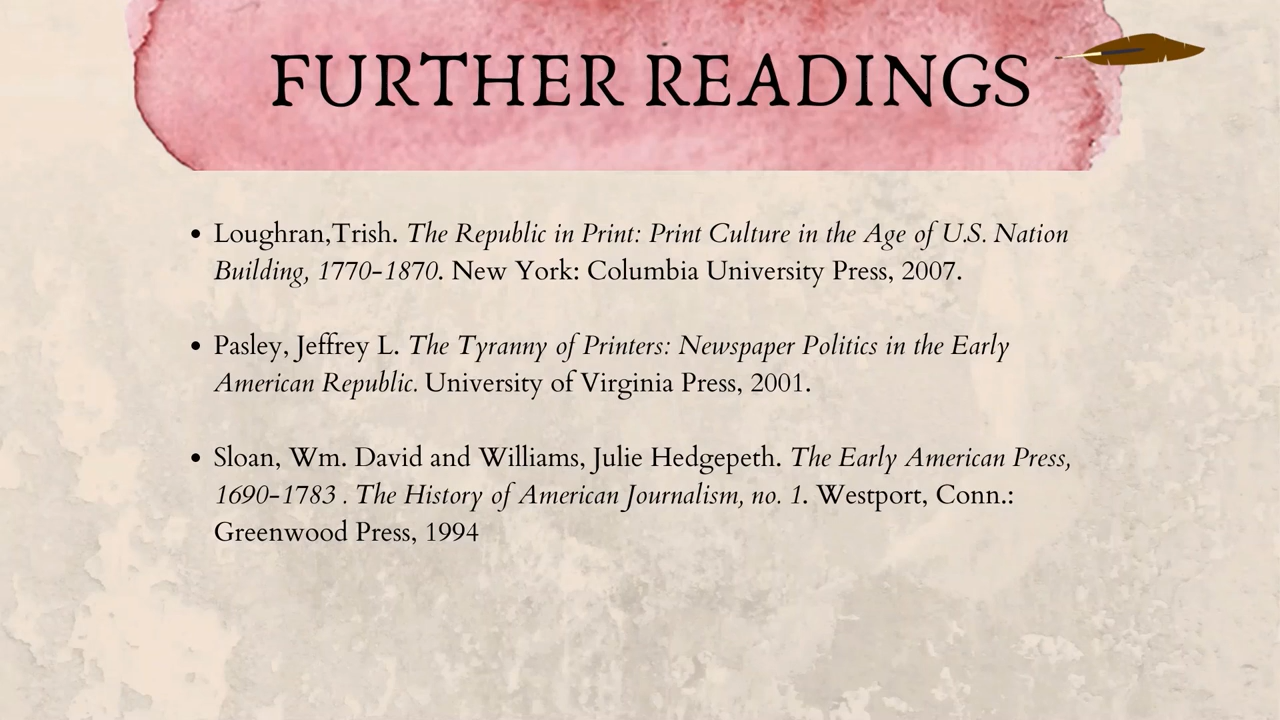 FURTHER READINGS
• Loughran,Trish. The Republic in Print: Print Culture in the Age of U.S. Nation
Building, 1770-1870. New York: Columbia University Press, 2007.
• Pasley, Jeffrey L. The Tyranny of Printers: Newspaper Politics in the Early
American Republic. University of Virginia Press, 2001.
• Sloan, Wm. David and Williams, Julie Hedgepeth. The Early American Press,
1690-1783 . The History of American Journalism, no. 1. Westport, Conn.:
Greenwood Press, 1994